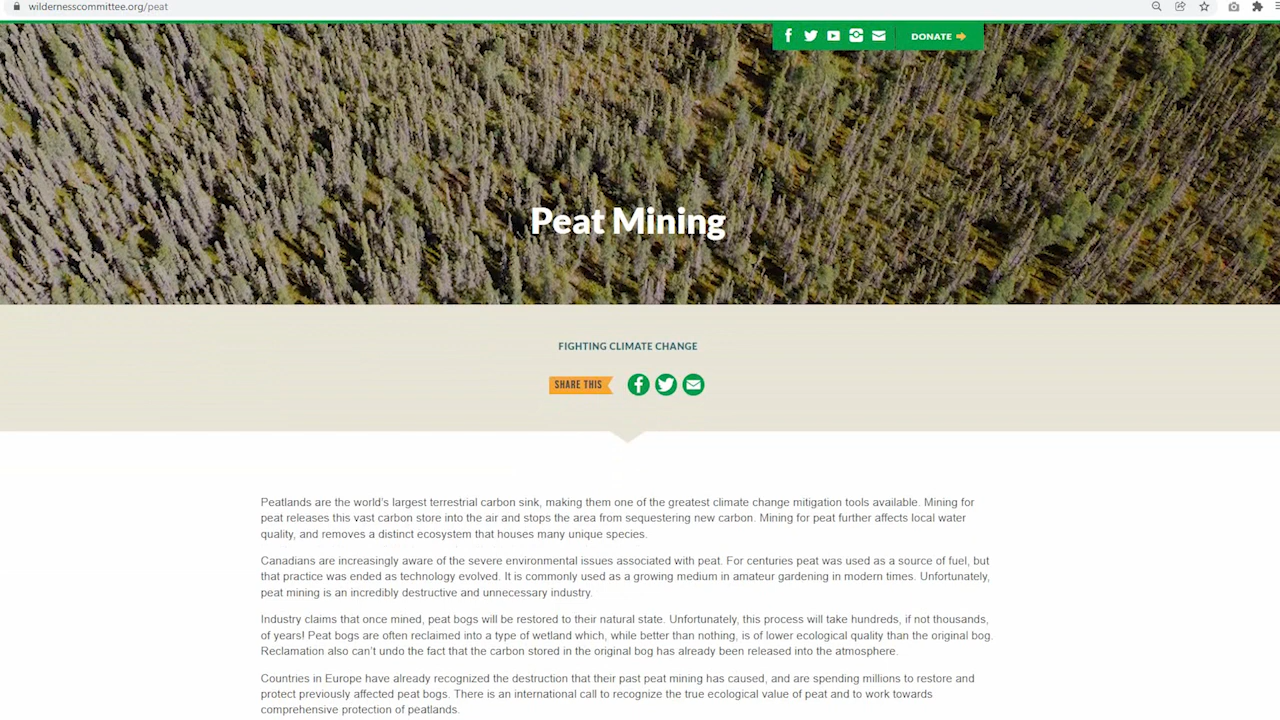 wildernesscommittee.org/peat
DONATE
Peat Mining
FIGHTING CLIMATE CHANGE
SHARE THIS
Peatlands are the world's largest terrestrial carbon sink, making them one of the greatest climate change mitigation tools available. Mining for
peat releases this vast carbon store into the air and stops the area from sequestering new carbon. Mining for peat further affects local water
quality, and removes a distinct ecosystem that houses many unique species.
Canadians are increasingly aware of the severe environmental issues associated with peat. For centuries peat was used as a source of fuel, but
that practice was ended as technology evolved. It is commonly used as a growing medium in amateur gardening in modern times. Unfortunately,
peat mining is an incredibly destructive and unnecessary industry.
Industry claims that once mined, peat bogs will be restored to their natural state. Unfortunately, this process will take hundreds, if not thousands,
of years! Peat bogs are often reclaimed into a type of wetland which, while better than nothing, is of lower ecological quality than the original bog.
Reclamation also can't undo the fact that the carbon stored in the original bog has already been released into the atmosphere.
Countries in Europe have already recognized the destruction that their past peat mining has caused, and are spending millions to restore and
protect previously affected peat bogs. There is an international call to recognize the true ecological value of peat and to work towards
comprehensive protection of peatlands.